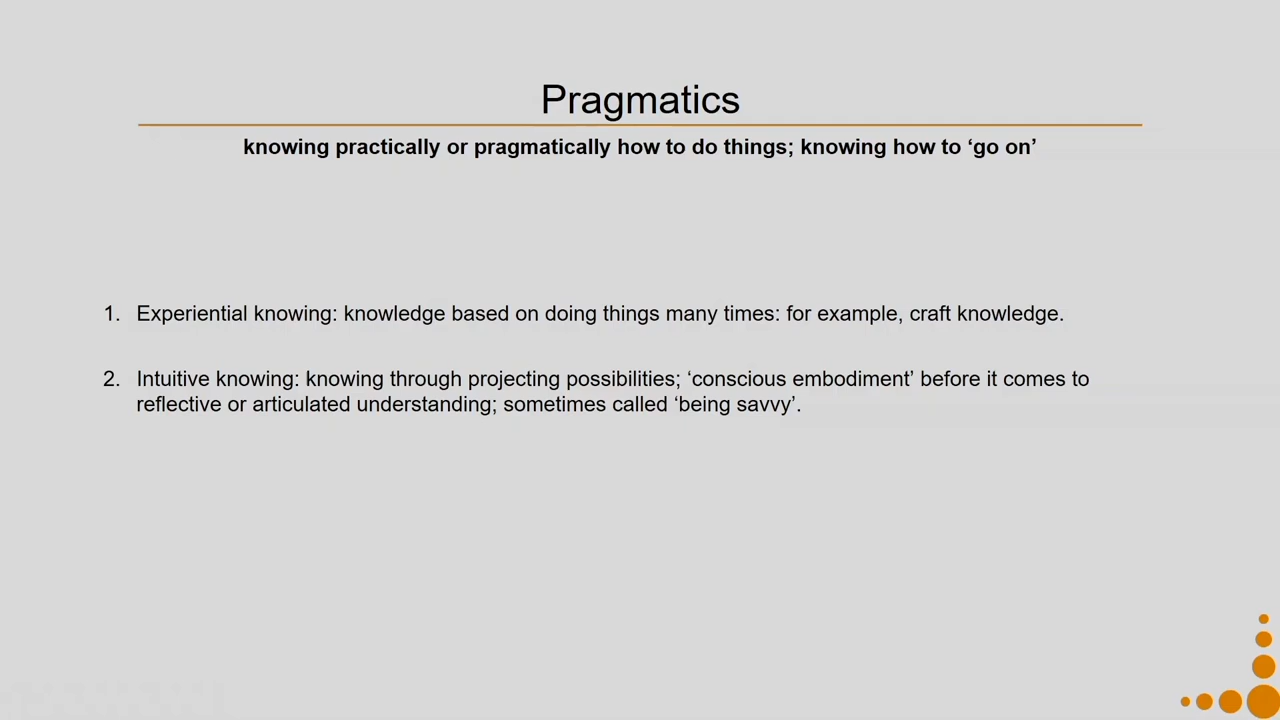 Pragmatics
knowing practically or pragmatically how to do things; knowing how to ‘go on’
1. Experiential knowing: knowledge based on doing things many times: for example, craft knowledge.
2. Intuitive knowing: knowing through projecting possibilities; ‘conscious embodiment’ before it comes to
reflective or articulated understanding; sometimes called ‘being savvy’.